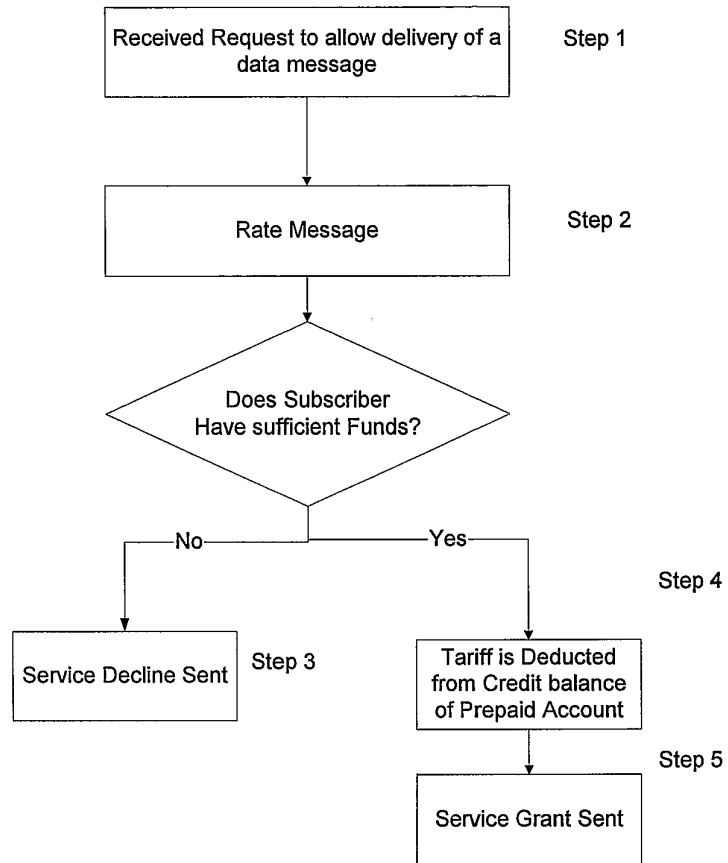 Received Request to allow delivery of a
data message
Step 1
Rate Message
Step 2
Does Subscriber
Have sufficient Funds?
No
Yes
Step 4
Service Decline Sent
Step 3
Tariff is Deducted
from Credit balance
of Prepaid Account
Step 5
Service Grant Sent